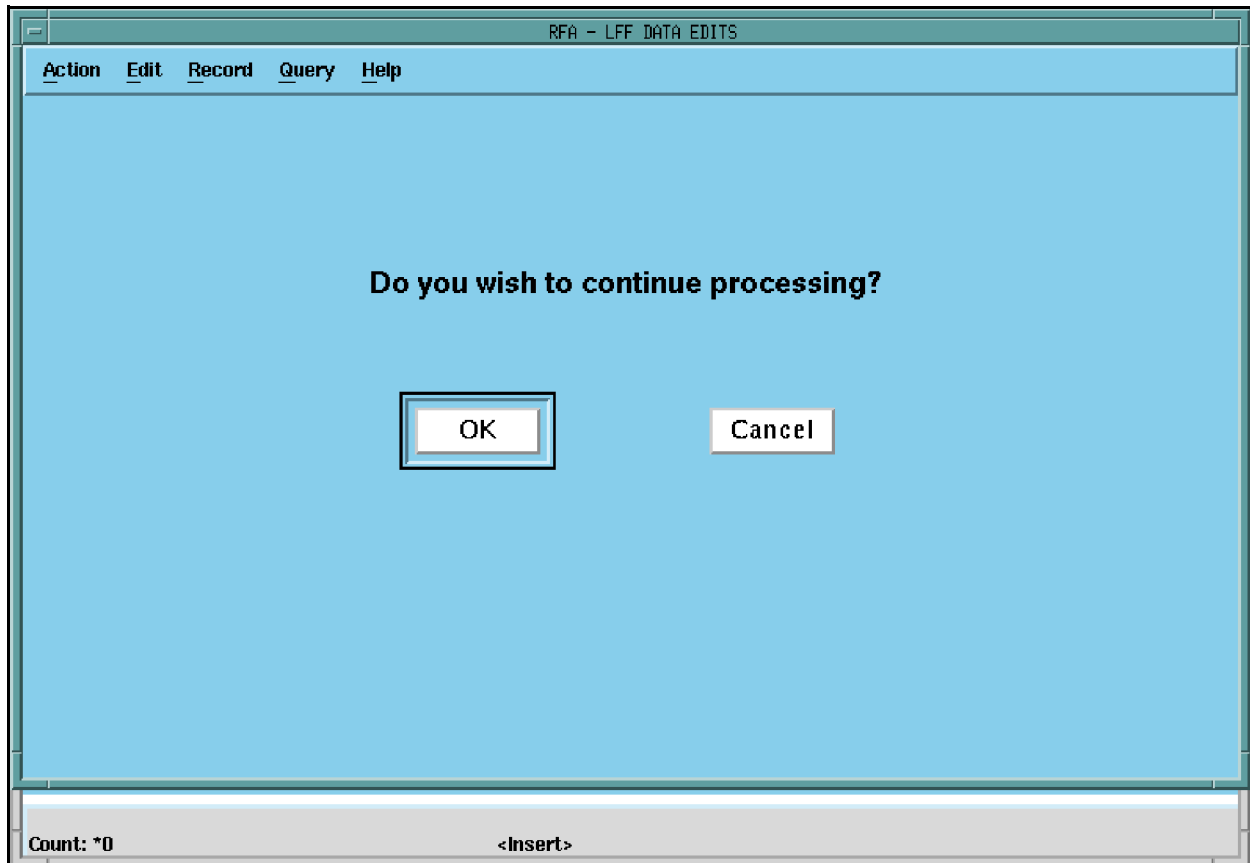 RFA - LFF DATA EDITS
Action Edit Record Query Help
Do you wish to continue processing?
OK Cancel
Count: *0 <Insert>